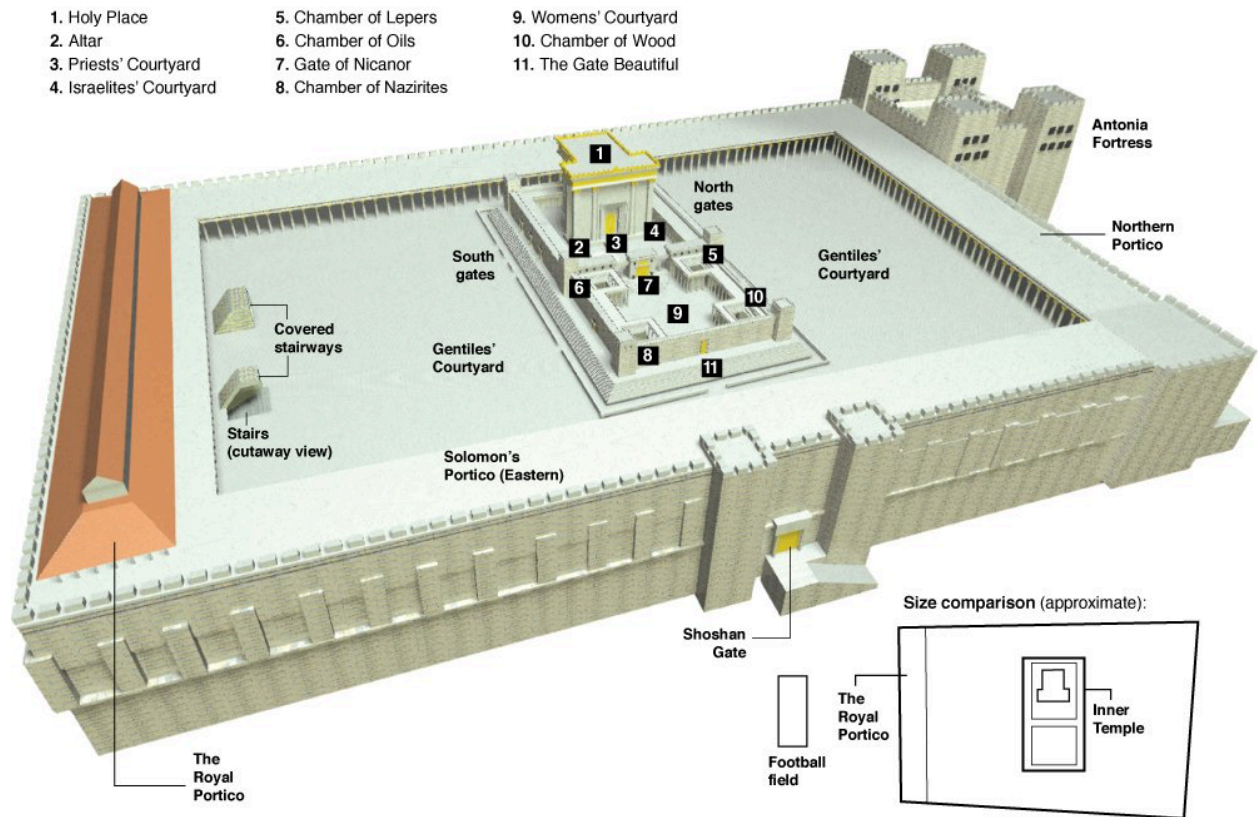 1. Holy Place
2. Altar
3. Priests' Courtyard
4. Israelites' Courtyard
5. Chamber of Lepers
6. Chamber of Oils
7. Gate of Nicanor
8. Chamber of Nazirites
9. Womens' Courtyard
10. Chamber of Wood
11. The Gate Beautiful
Antonia
Fortress
1
North
gates
Northern
Portico
4
2
3
5
South
gates
Gentiles'
Courtyard
6
7
10
9
Covered
stairways
Gentiles'
Courtyard
8
11
Stairs
(cutaway view)
Solomon's
Portico (Eastern)
Shoshan
Gate
The
Royal
Portico
Size comparison (approximate):
Football
field
The
Royal
Portico
Inner
Temple